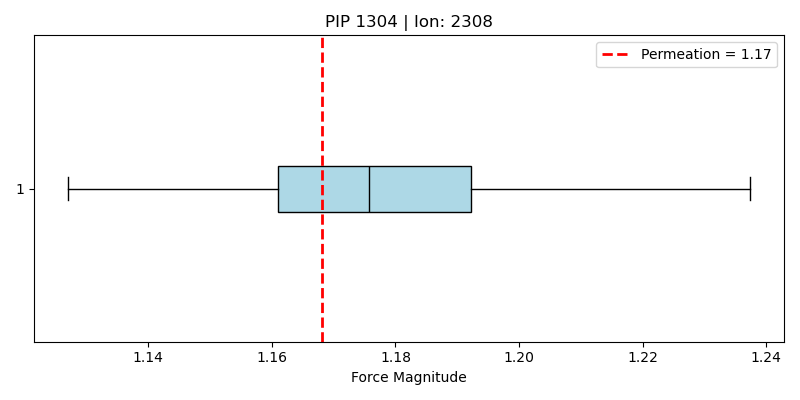 PIP 1304 | Ion: 2308
Permeation = 1.17
1
1.14 1.16 1.18 1.20 1.22 1.24
Force Magnitude